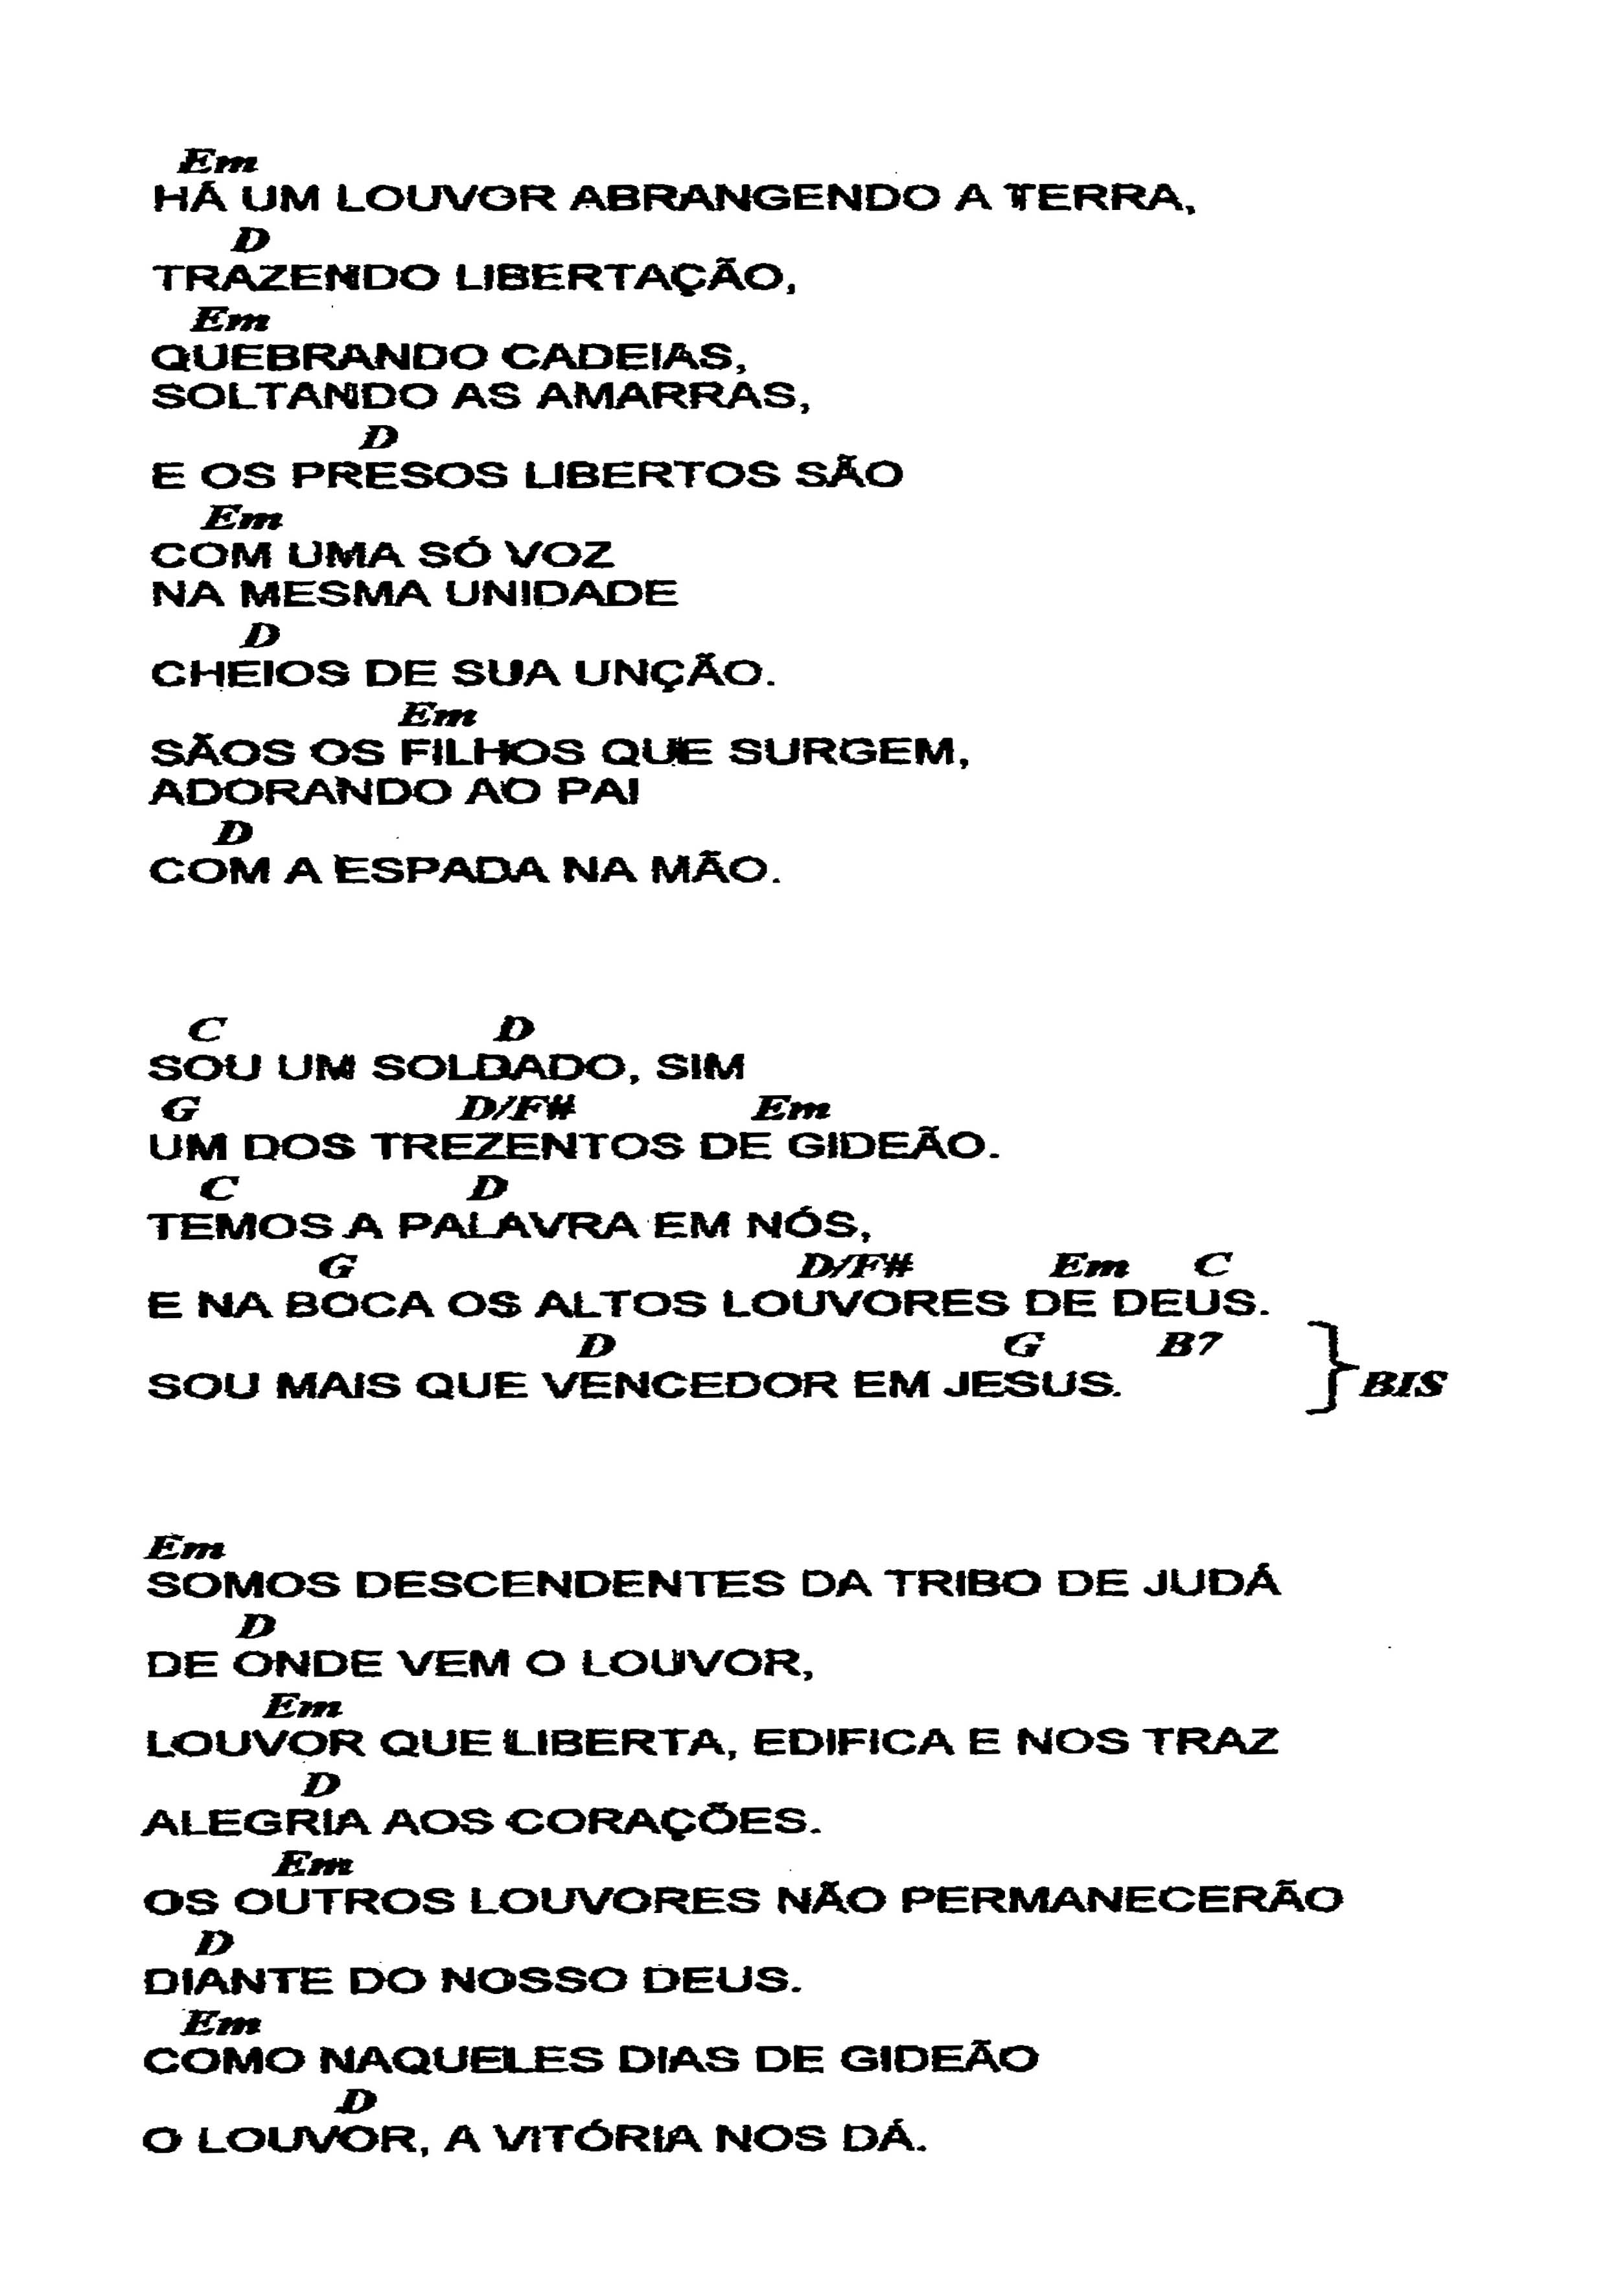 Em
HÁ UM LOUVOR ABRANGENDO A TERRA,
D
TRAZENDO LIBERTAÇÃO,
Em
QUEBRANDO CADEIAS,
SOLTANDO AS AMARRAS,
D
E OS PRESOS LIBERTOS SÃO
Em
COM UMA SÓ VOZ
NA MESMA UNIDADE
D
CHEIOS DE SUA UNÇÃO.
Em
SÃOS OS FILHOS QUE SURGEM,
ADORANDO AO PAI
D
COM A ESPADA NA MÃO.
C D
SOU UM SOLDADO, SIM
G D/F# Em
UM DOS TREZENTOS DE GIDEÃO.
C D
TEMOS A PALAVRA EM NÓS,
G D/F# Em C
E NA BOCA OS ALTOS LOUVORES DE DEUS.
D G B7
SOU MAIS QUE VENCEDOR EM JESUS. BIS
Em
SOMOS DESCENDENTES DA TRIBO DE JUDÁ
D
DE ONDE VEM O LOUVOR,
Em
LOUVOR QUE LIBERTA, EDIFICA E NOS TRAZ
D
ALEGRIA AOS CORAÇÕES.
Em
OS OUTROS LOUVORES NÃO PERMANECERÃO
D
DIANTE DO NOSSO DEUS.
Em
COMO NAQUELES DIAS DE GIDEÃO
D
O LOUVOR, A VITÓRIA NOS DÁ.